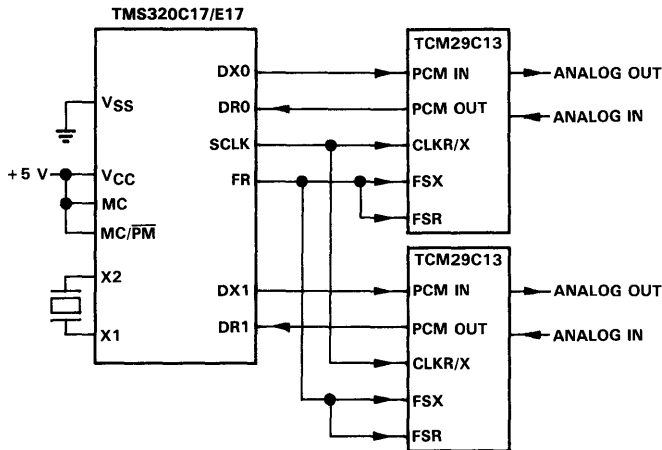 TMS320C17/E17
VSS
+5 V
VCC
MC
MC/PM
X2
X1
DX0
DR0
SCLK
FR
DX1
DR1
TCM29C13
PCM IN
PCM OUT
CLKR/X
FSX
FSR
ANALOG OUT
ANALOG IN
TCM29C13
PCM IN
PCM OUT
CLKR/X
FSX
FSR
ANALOG OUT
ANALOG IN